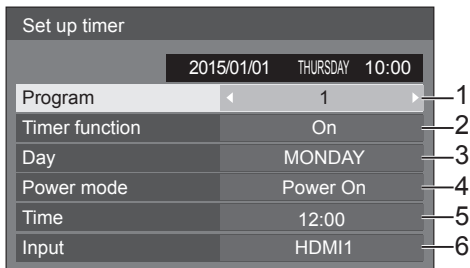 Set up timer
2015/01/01 THURSDAY 10:00
Program 1 1
Timer function On 2
Day MONDAY 3
Power mode Power On 4
Time 12:00 5
Input HDMI1 6